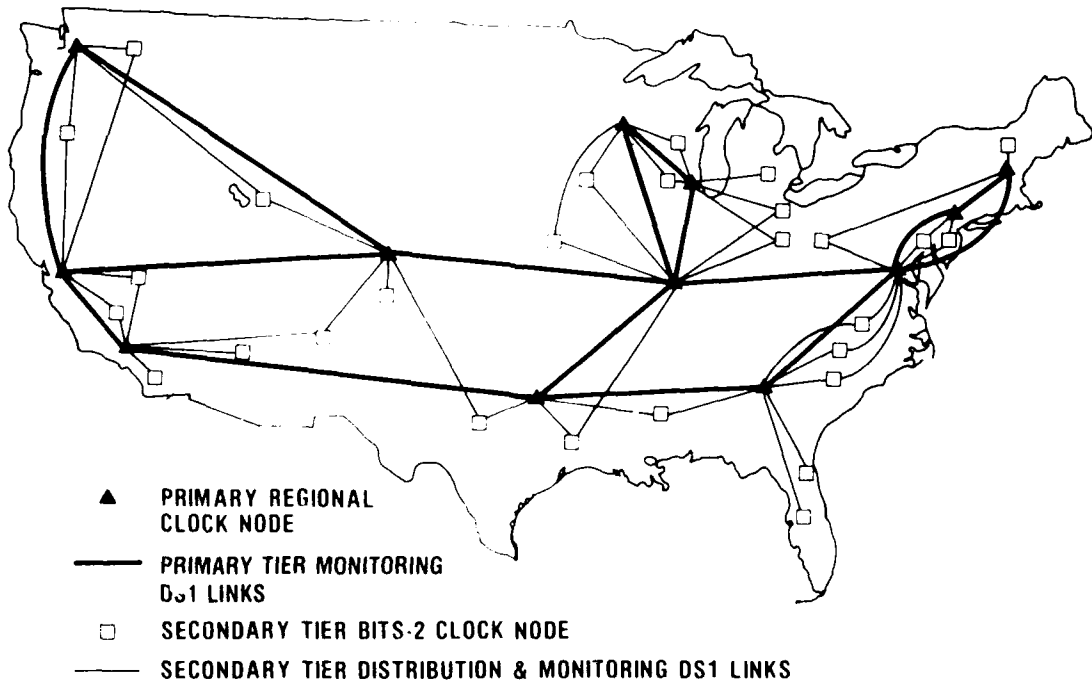 PRIMARY REGIONAL
CLOCK NODE
PRIMARY TIER MONITORING
DS1 LINKS
SECONDARY TIER BITS-2 CLOCK NODE
SECONDARY TIER DISTRIBUTION & MONITORING DS1 LINKS